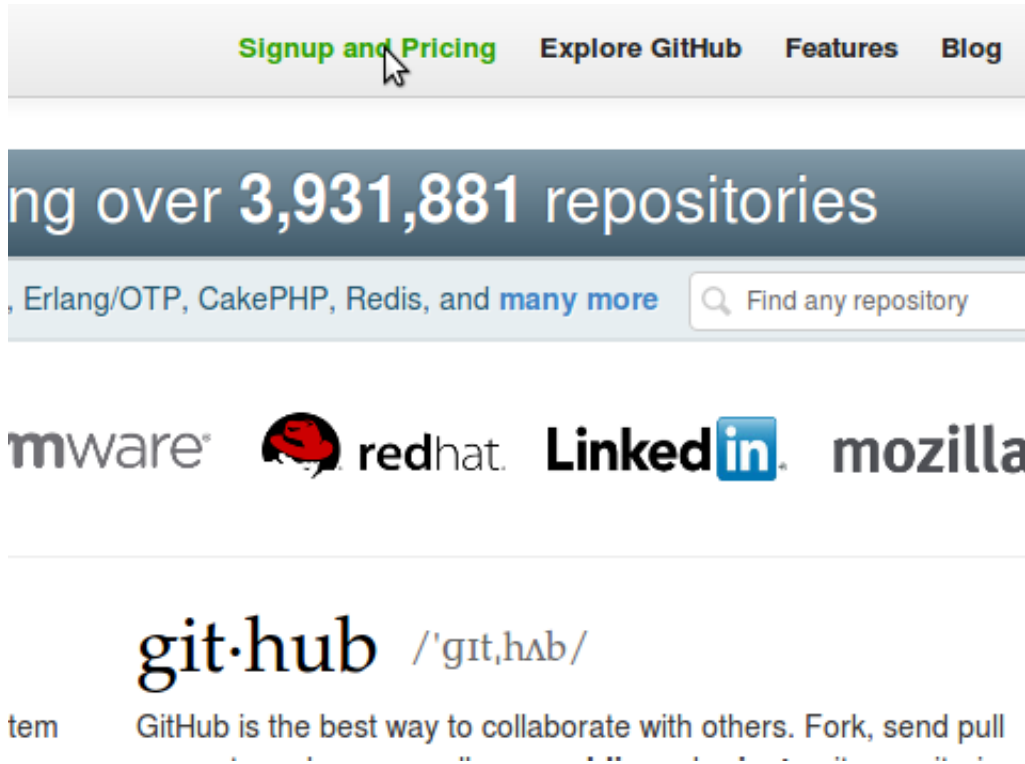 Signup and Pricing Explore GitHub Features Blog
ng over 3,931,881 repositories
, Erlang/OTP, CakePHP, Redis, and many more Find any repository
mware redhat. Linked in. mozilla
git·hub /ˈɡɪtˌhʌb/
tem GitHub is the best way to collaborate with others. Fork, send pull